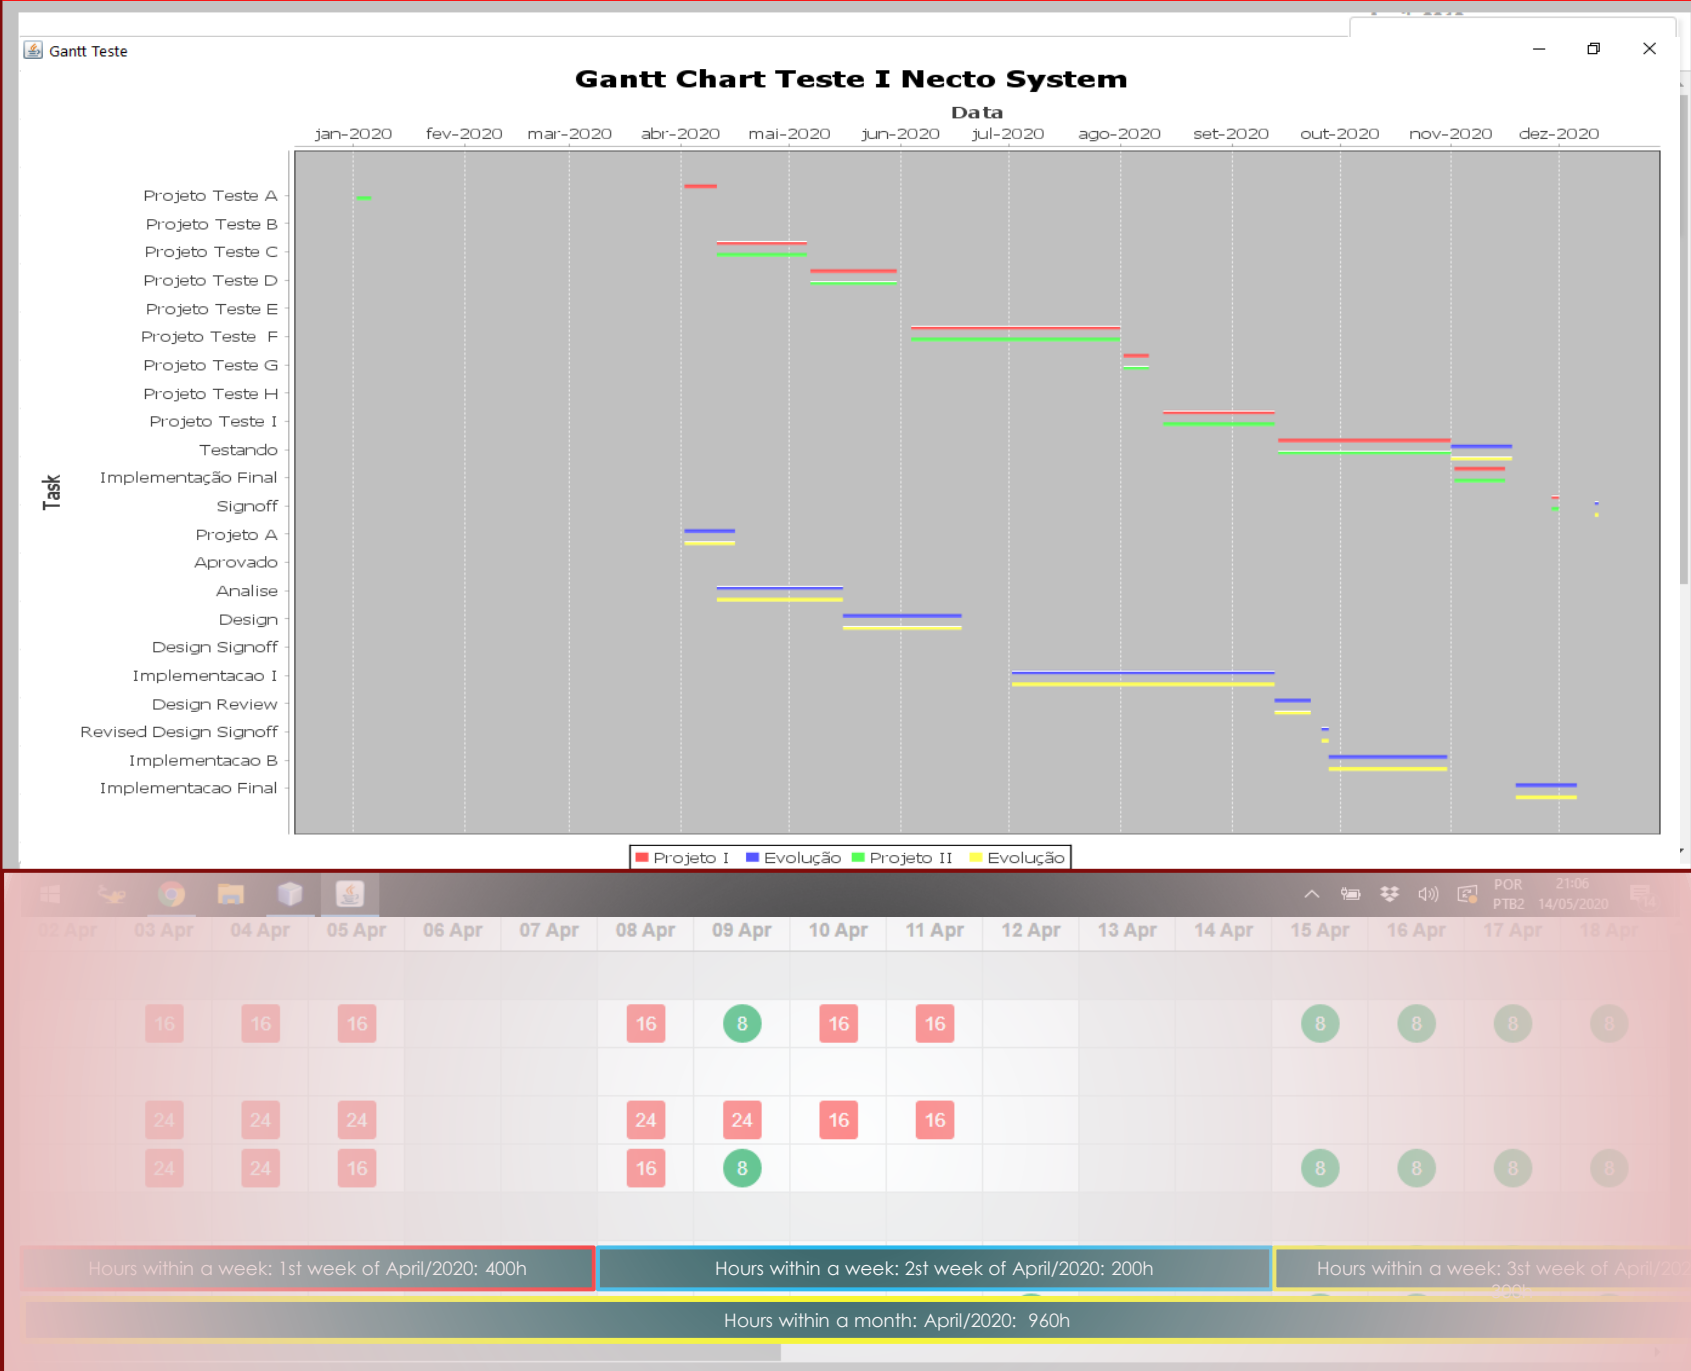 Gantt Teste
Gantt Chart Teste I Necto System
Data
jan-2020 fev-2020 mar-2020 abr-2020 mai-2020 jun-2020 jul-2020 ago-2020 set-2020 out-2020 nov-2020 dez-2020
Task
Projeto Teste A
Projeto Teste B
Projeto Teste C
Projeto Teste D
Projeto Teste E
Projeto Teste F
Projeto Teste G
Projeto Teste H
Projeto Teste I
Testando
Implementação Final
Signoff
Projeto A
Aprovado
Analise
Design
Design Signoff
Implementacao I
Design Review
Revised Design Signoff
Implementacao B
Implementacao Final
Projeto I Evolução Projeto II Evolução
POR 21:06
PTB2 14/05/2020
02 Apr 03 Apr 04 Apr 05 Apr 06 Apr 07 Apr 08 Apr 09 Apr 10 Apr 11 Apr 12 Apr 13 Apr 14 Apr 15 Apr 16 Apr 17 Apr 18 Apr
16 16 16 16 8 16 16 8 8 8 8
24 24 24 24 24 16 16
24 24 16 16 8 8 8 8 8
Hours within a week: 1st week of April/2020: 400h
Hours within a week: 2st week of April/2020: 200h
Hours within a week: 3st week of April/202
Hours within a month: April/2020: 960h